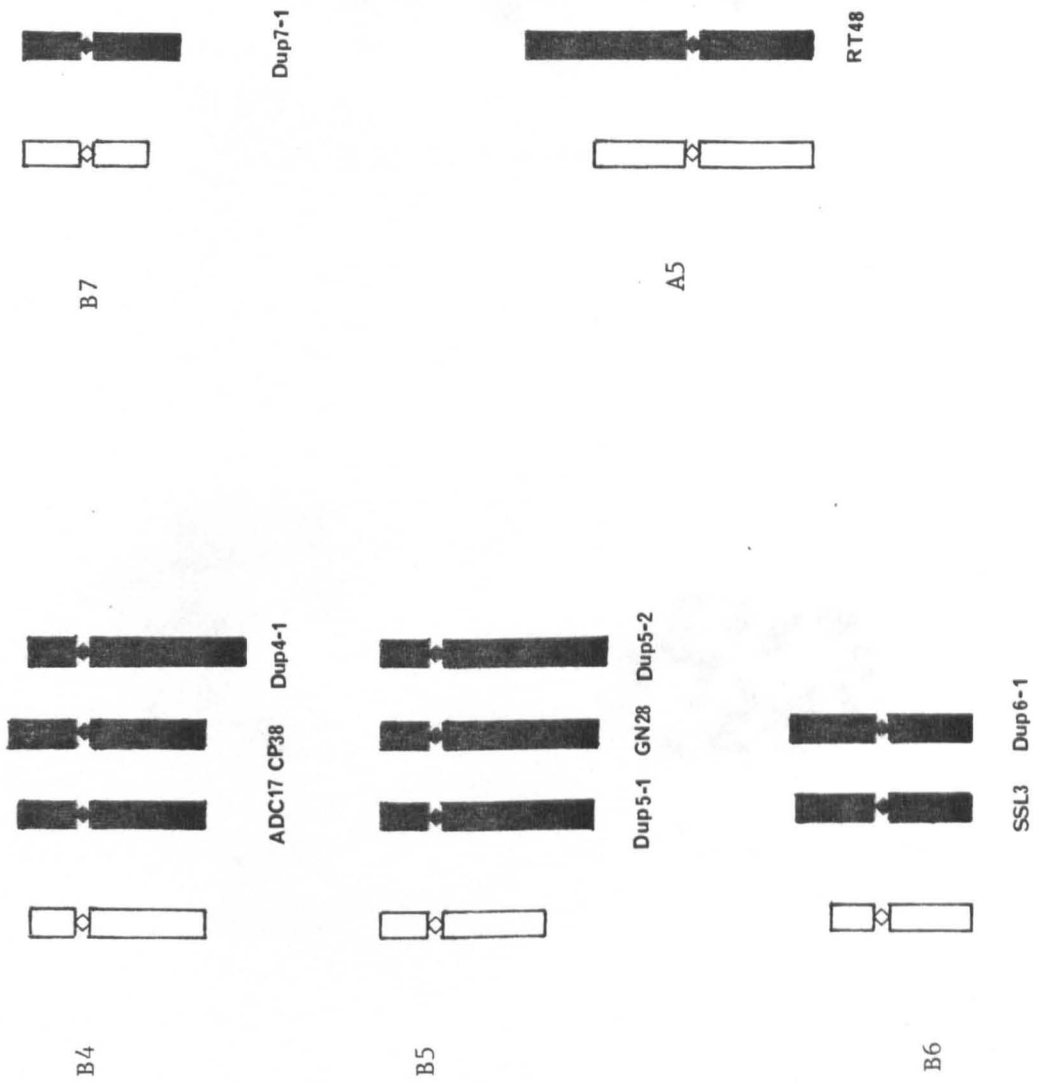 B4
ADC17 CP38 Dup4-1
B7
Dup7-1
B5
Dup5-1 GN28 Dup5-2
A5
RT48
B6
SSL3 Dup6-1